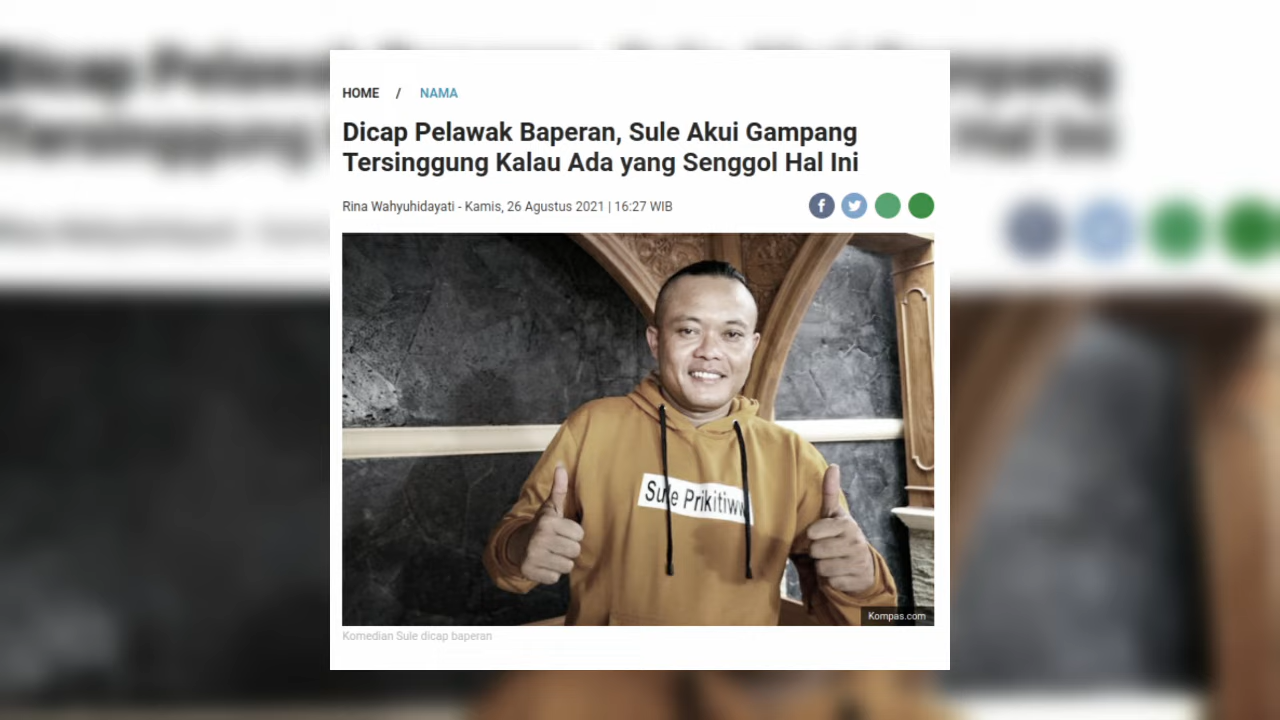 HOME / NAMA
Dicap Pelawak Baperan, Sule Akui Gampang
Tersinggung Kalau Ada yang Senggol Hal Ini
Rina Wahyuhidayati - Kamis, 26 Agustus 2021 | 16:27 WIB
Sule Prikitiww
Kompas.com
Komedian Sule dicap baperan